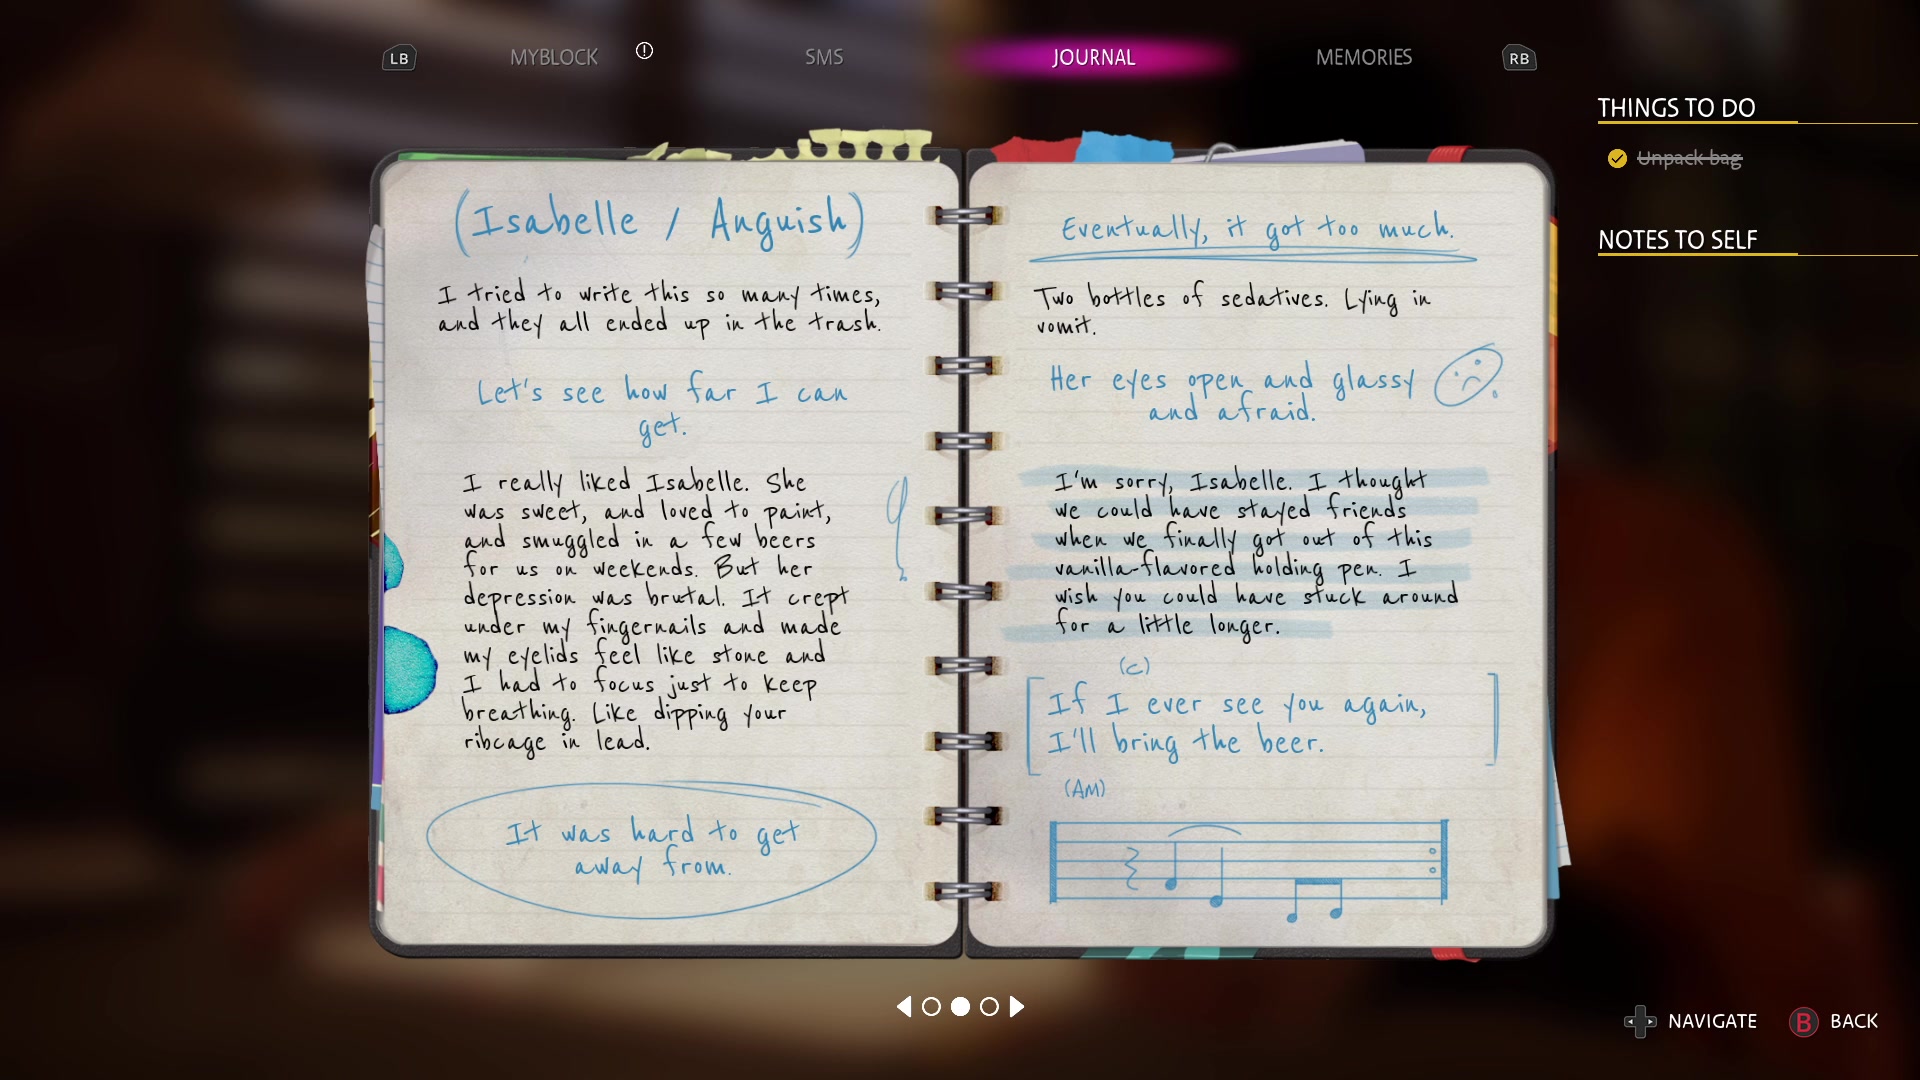 LB
MYBLOCK
SMS
JOURNAL
MEMORIES
RB
(Isabelle / Anguish)
I tried to write this so many times,
and they all ended up in the trash.
Let's see how far I can
get.
I really liked Isabelle. She
was sweet, and loved to paint,
and smuggled in a few beers
for us on weekends. But her
depression was brutal. It crept
under my fingernails and made
my eyelids feel like stone and
I had to focus just to keep
breathing. Like dipping your
ribcage in lead.
It was hard to get
away from.
Eventually, it got too much.
Two bottles of sedatives. Lying in
vomit.
Her eyes open and glassy
and afraid.
I'm sorry, Isabelle. I thought
we could have stayed friends
when we finally got out of this
vanilla-flavored holding pen. I
wish you could have stuck around
for a little longer.
(C)
If I ever see you again,
I'll bring the beer.
(AM)
THINGS TO DO
Unpack bag
NOTES TO SELF
NAVIGATE
B BACK